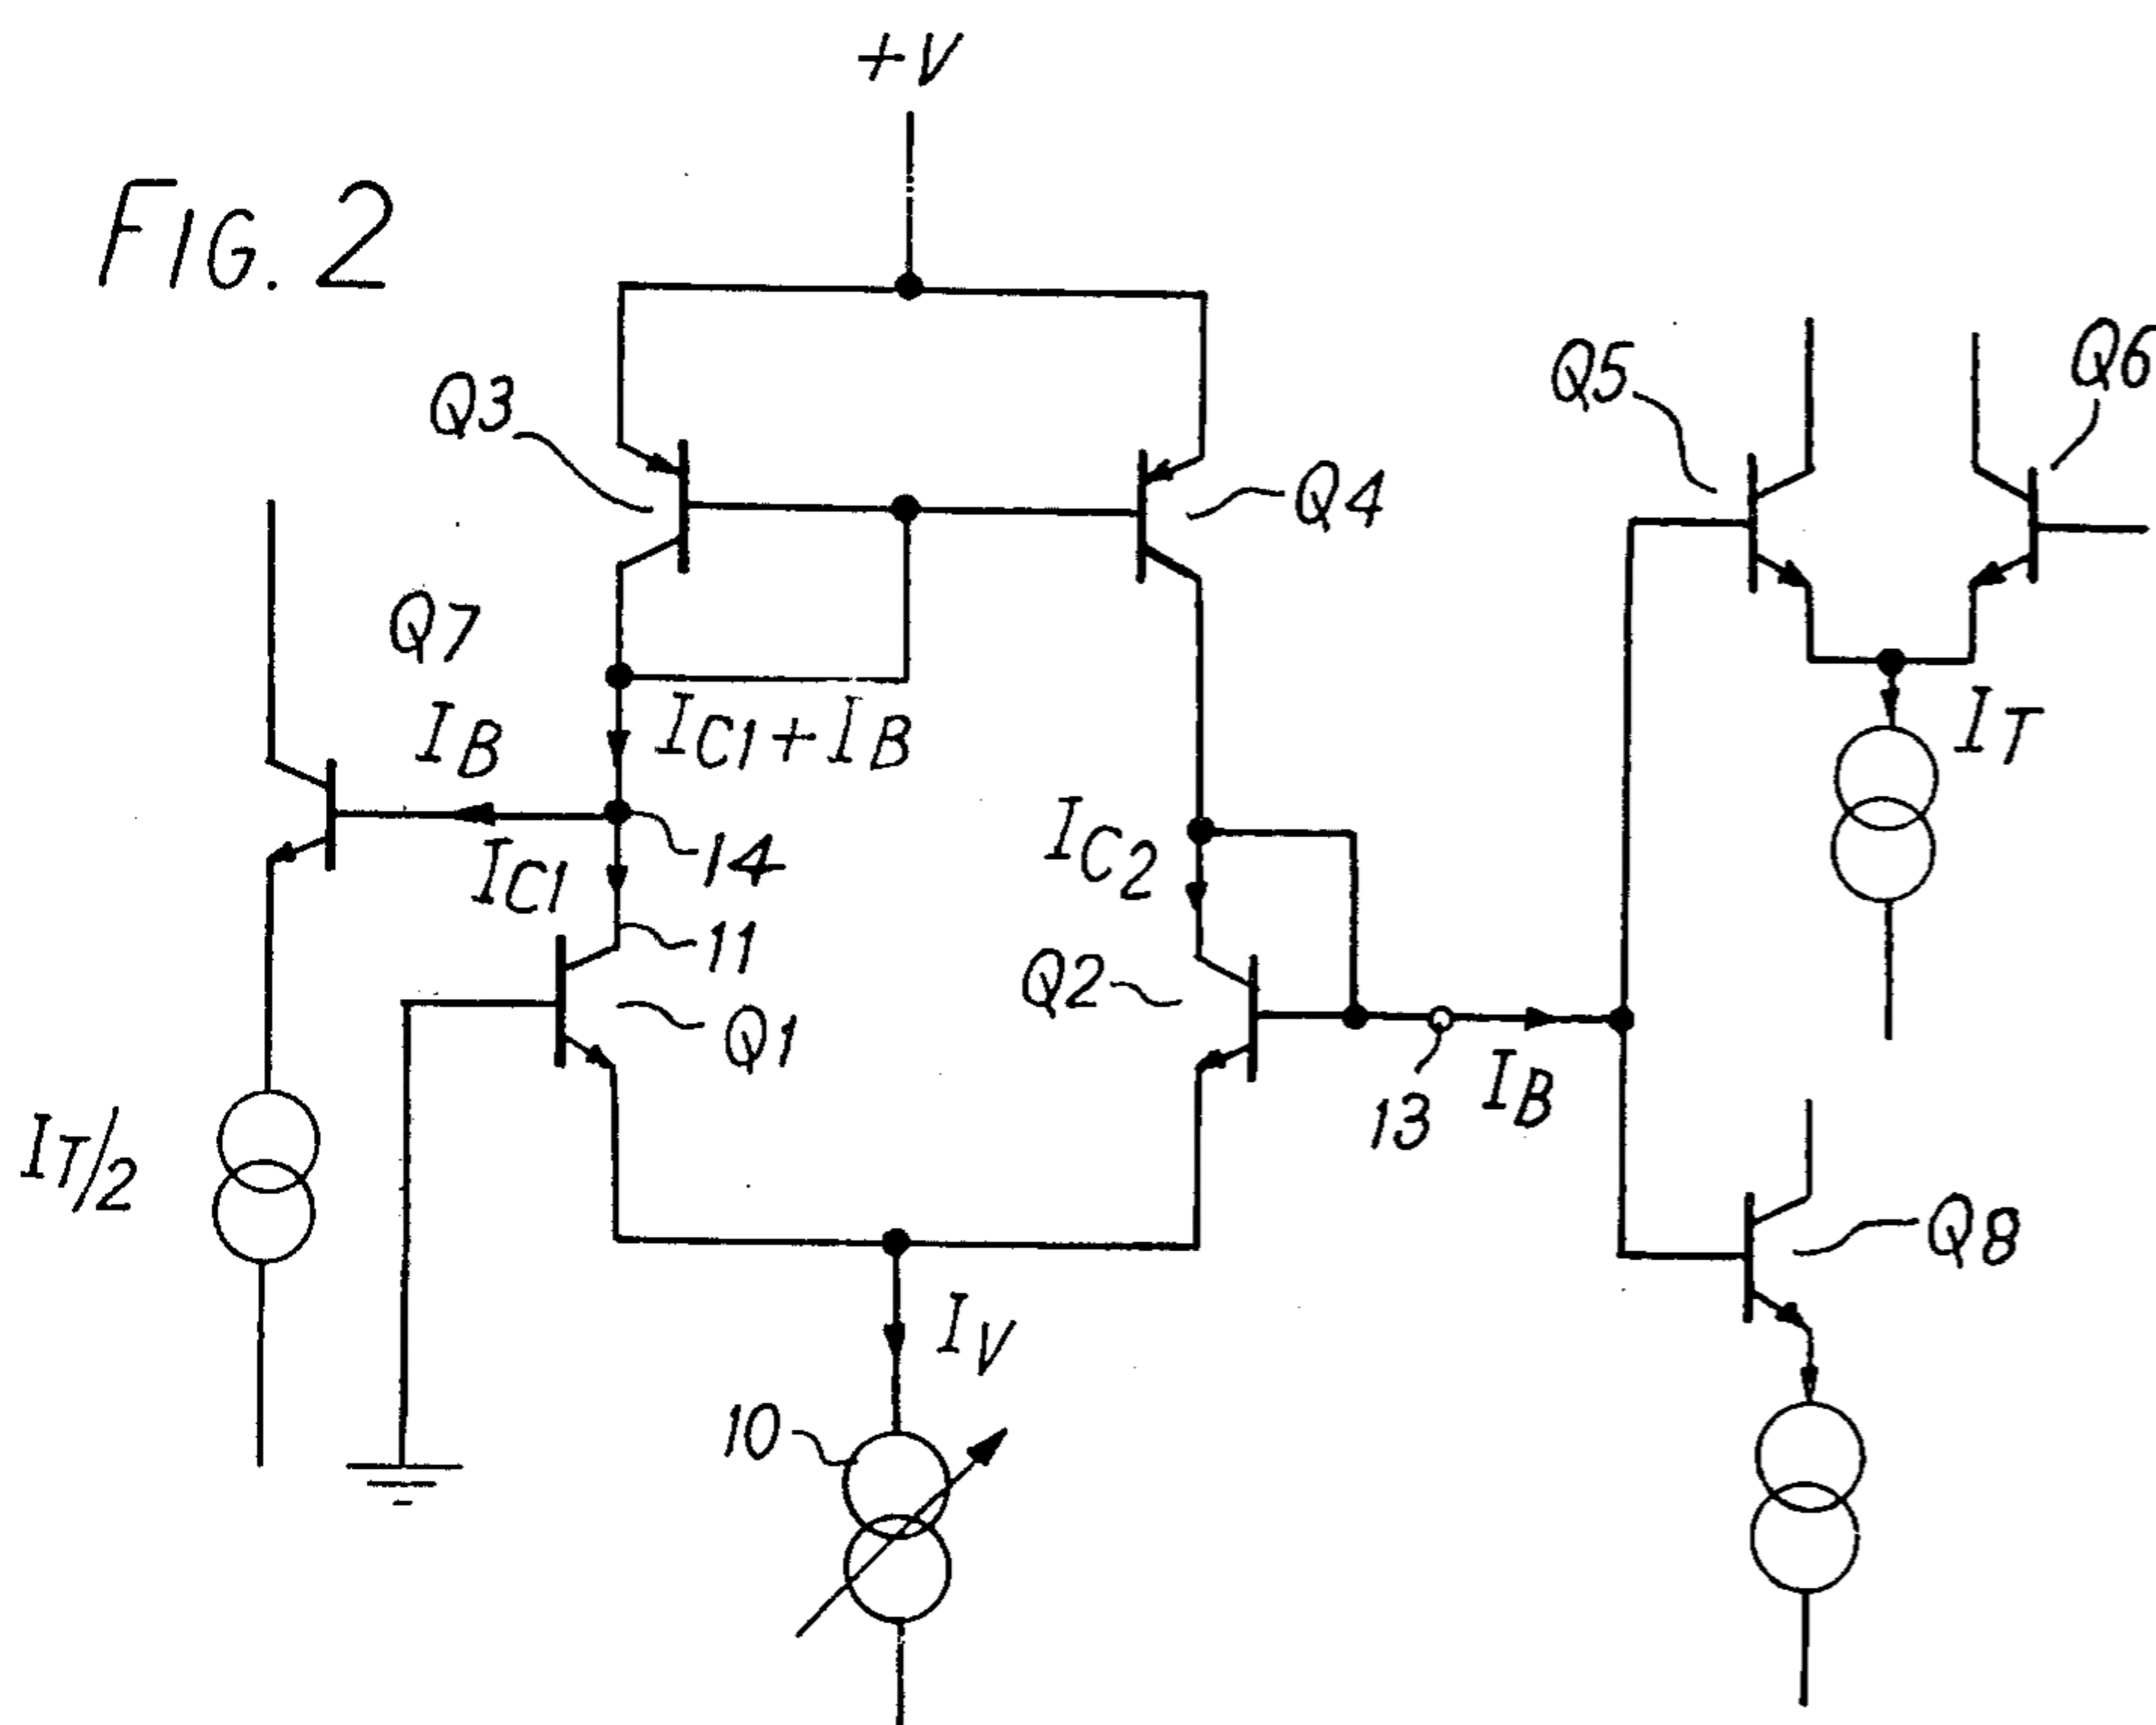 +V
FIG. 2
Q3
Q4
Q5
Q6
Q7
IB
IC1+IB
IT
IC1
14
IC2
11
Q2
Q1
IB
13
IT/2
Q8
IV
10